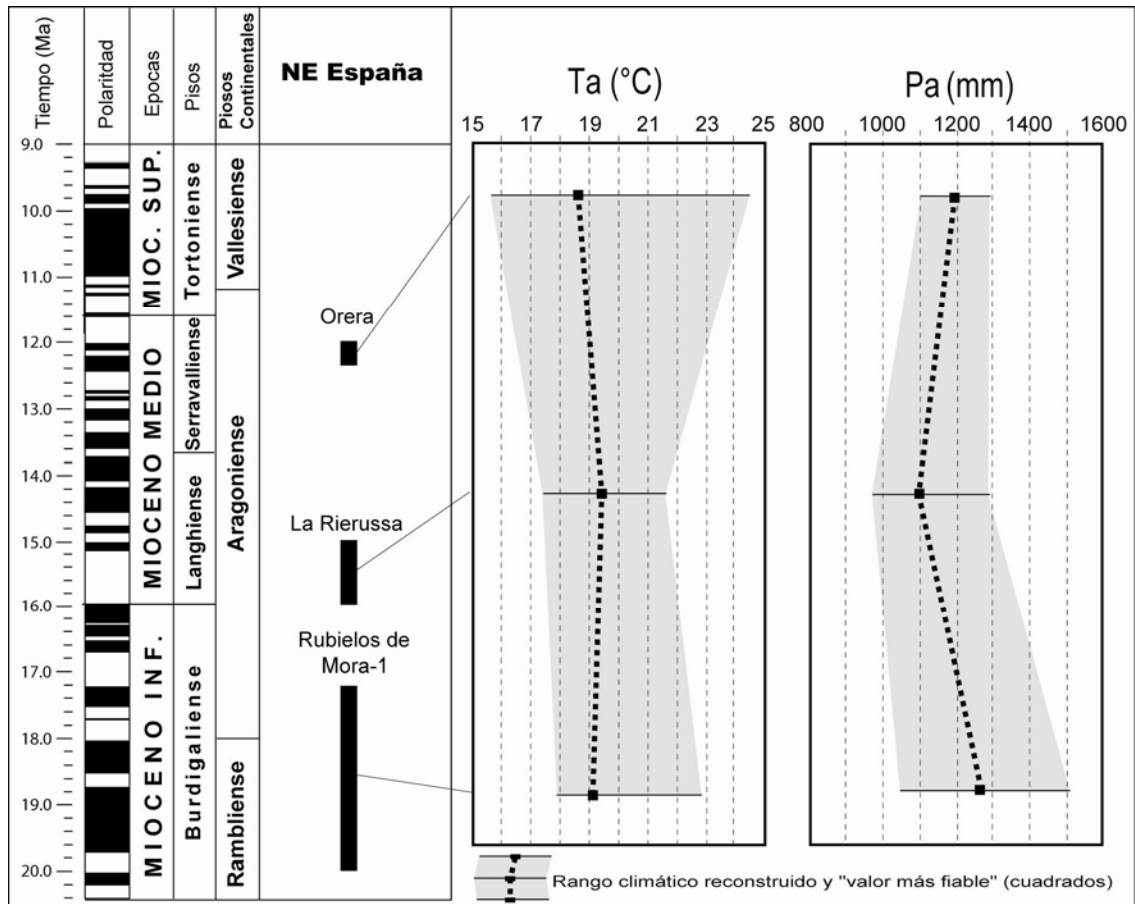 Tiempo (Ma)
Polaritdad
Epocas
Pisos
Piosos
Continentales
NE España
Ta (°C)
Pa (mm)
15 17 19 21 23 25
800 1000 1200 1400 1600
9.0
10.0
11.0
12.0
13.0
14.0
15.0
16.0
17.0
18.0
19.0
20.0
MIOC. SUP.
MIOCENO MEDIO
MIOCENO INF.
Tortoniense
Serravalliense
Langhiense
Burdigaliense
Vallesiense
Aragoniense
Rambliense
Orera
La Rierussa
Rubielos de
Mora-1
Rango climático reconstruido y "valor más fiable" (cuadrados)